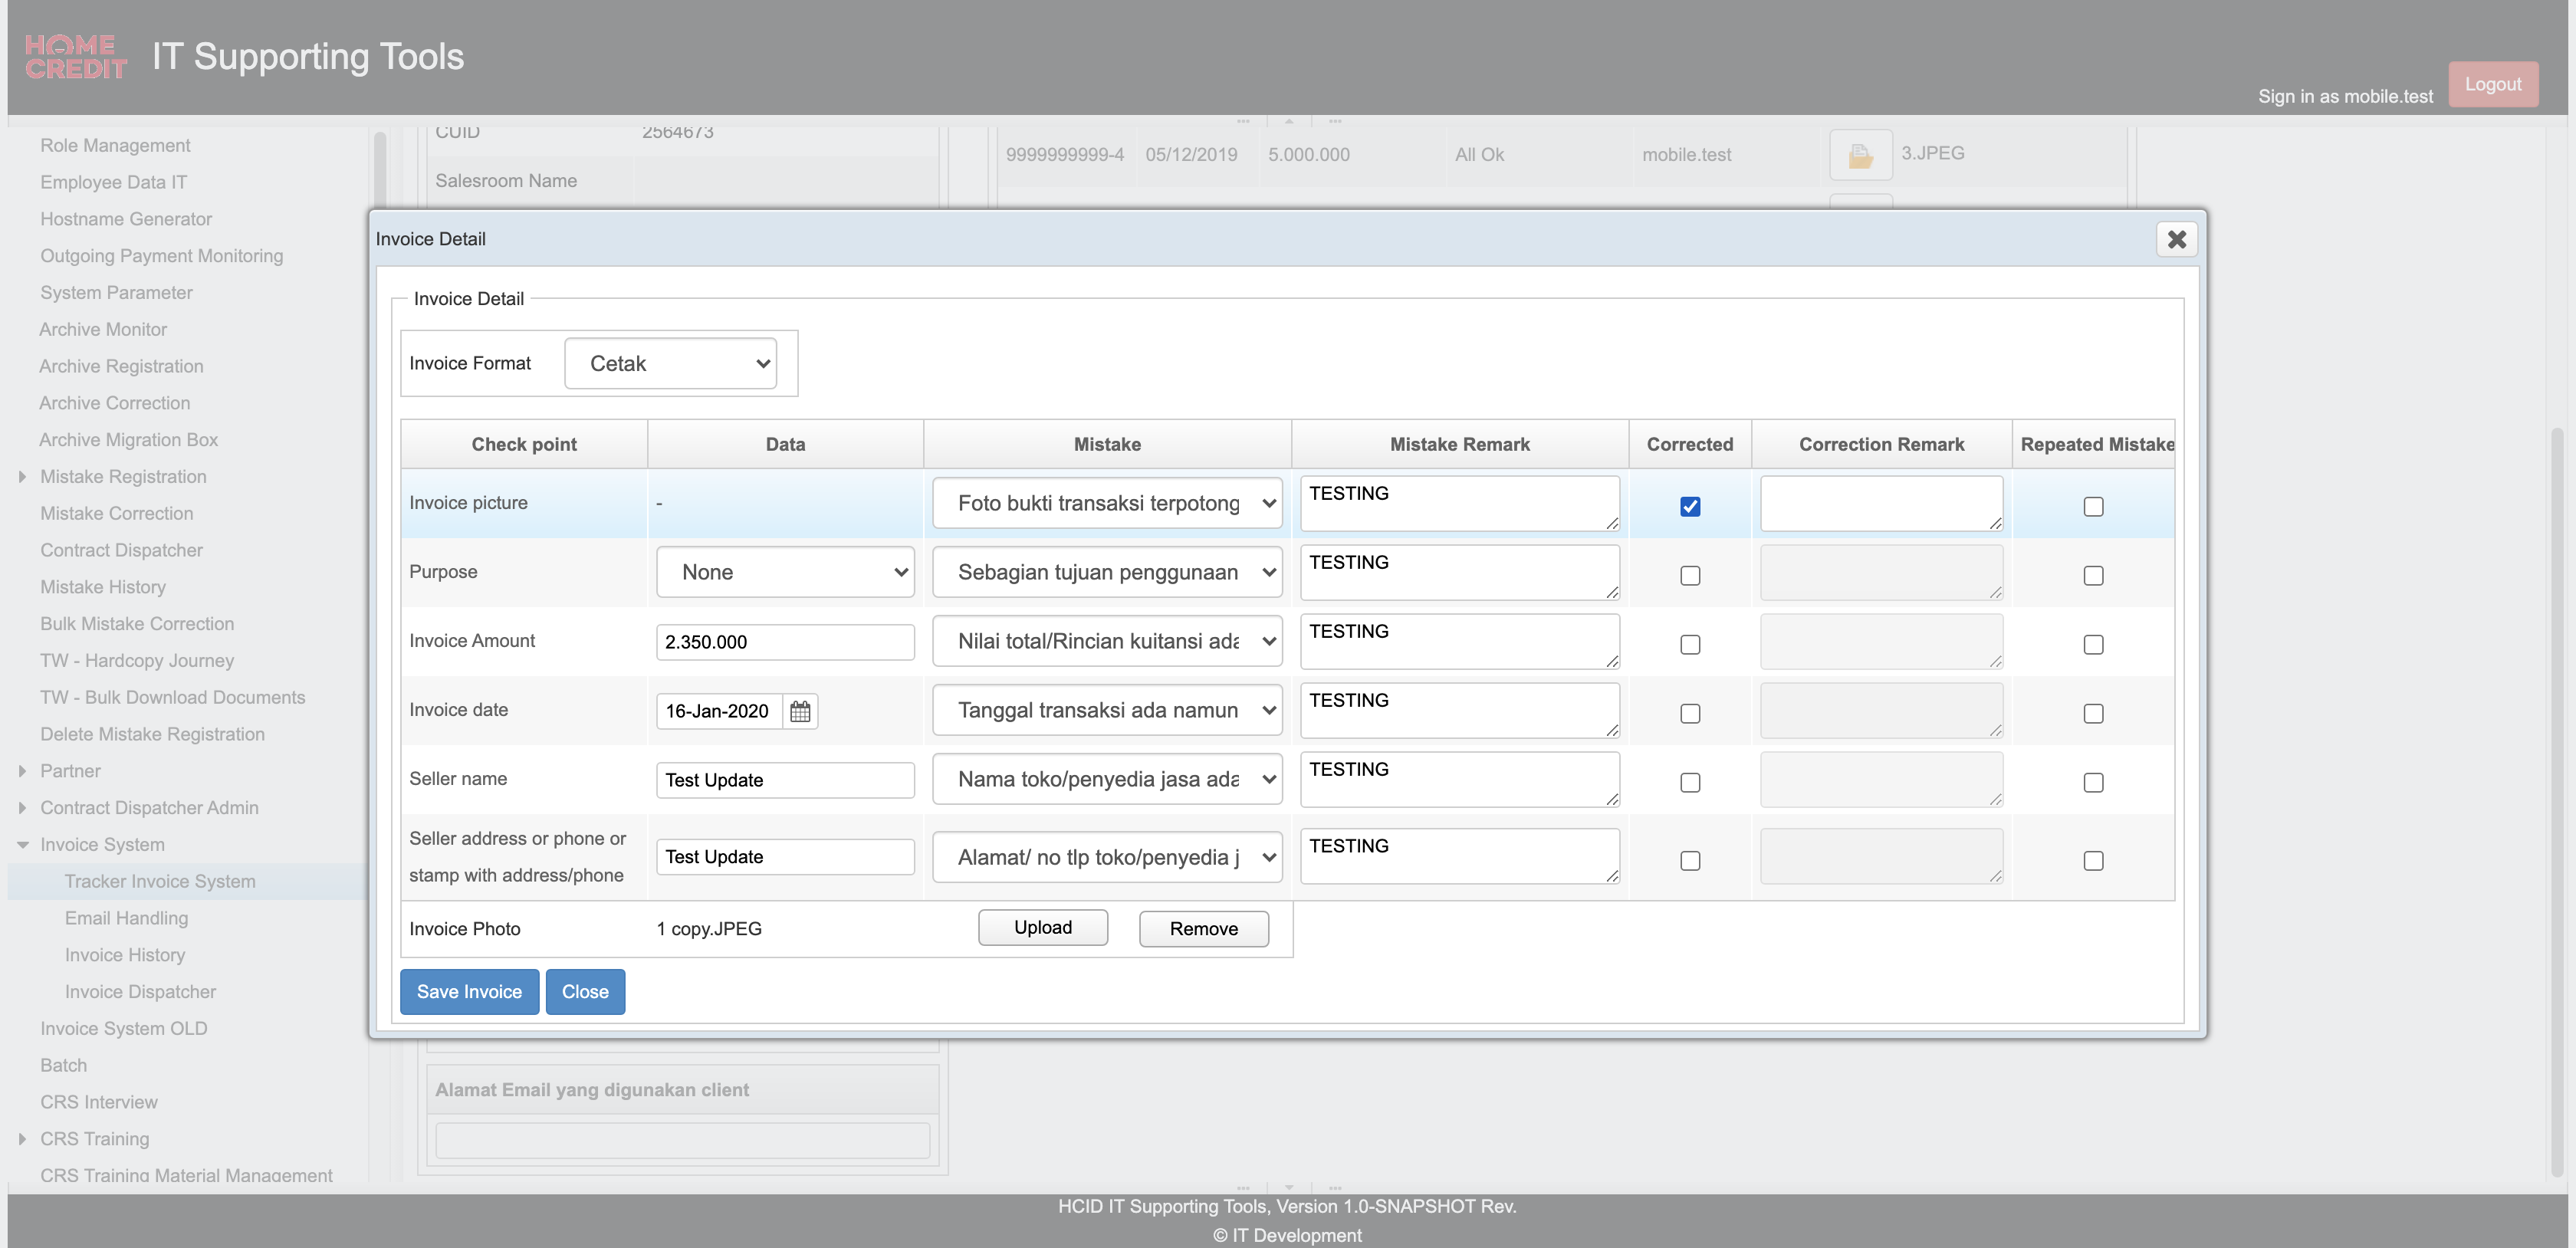 HOME
CREDIT
IT Supporting Tools
Sign in as mobile.test
Logout
Role Management
Employee Data IT
Hostname Generator
Outgoing Payment Monitoring
System Parameter
Archive Monitor
Archive Registration
Archive Correction
Archive Migration Box
Mistake Registration
Mistake Correction
Contract Dispatcher
Mistake History
Bulk Mistake Correction
TW - Hardcopy Journey
TW - Bulk Download Documents
Delete Mistake Registration
Partner
Contract Dispatcher Admin
Invoice System
Tracker Invoice System
Email Handling
Invoice History
Invoice Dispatcher
Invoice System OLD
Batch
CRS Interview
CRS Training
CRS Training Material Management
CUID 2564673
Salesroom Name
9999999999-4 05/12/2019 5.000.000 All Ok mobile.test 3.JPEG
Invoice Detail
Invoice Detail
Invoice Format Cetak
Check point Data Mistake Mistake Remark Corrected Correction Remark Repeated Mistake
Invoice picture - Foto bukti transaksi terpotong TESTING
Purpose None Sebagian tujuan penggunaan TESTING
Invoice Amount 2.350.000 Nilai total/Rincian kuitansi ada TESTING
Invoice date 16-Jan-2020 Tanggal transaksi ada namun TESTING
Seller name Test Update Nama toko/penyedia jasa ada TESTING
Seller address or phone or
stamp with address/phone Test Update Alamat/ no tlp toko/penyedia j TESTING
Invoice Photo 1 copy.JPEG Upload Remove
Save Invoice Close
Alamat Email yang digunakan client
HCID IT Supporting Tools, Version 1.0-SNAPSHOT Rev.
© IT Development